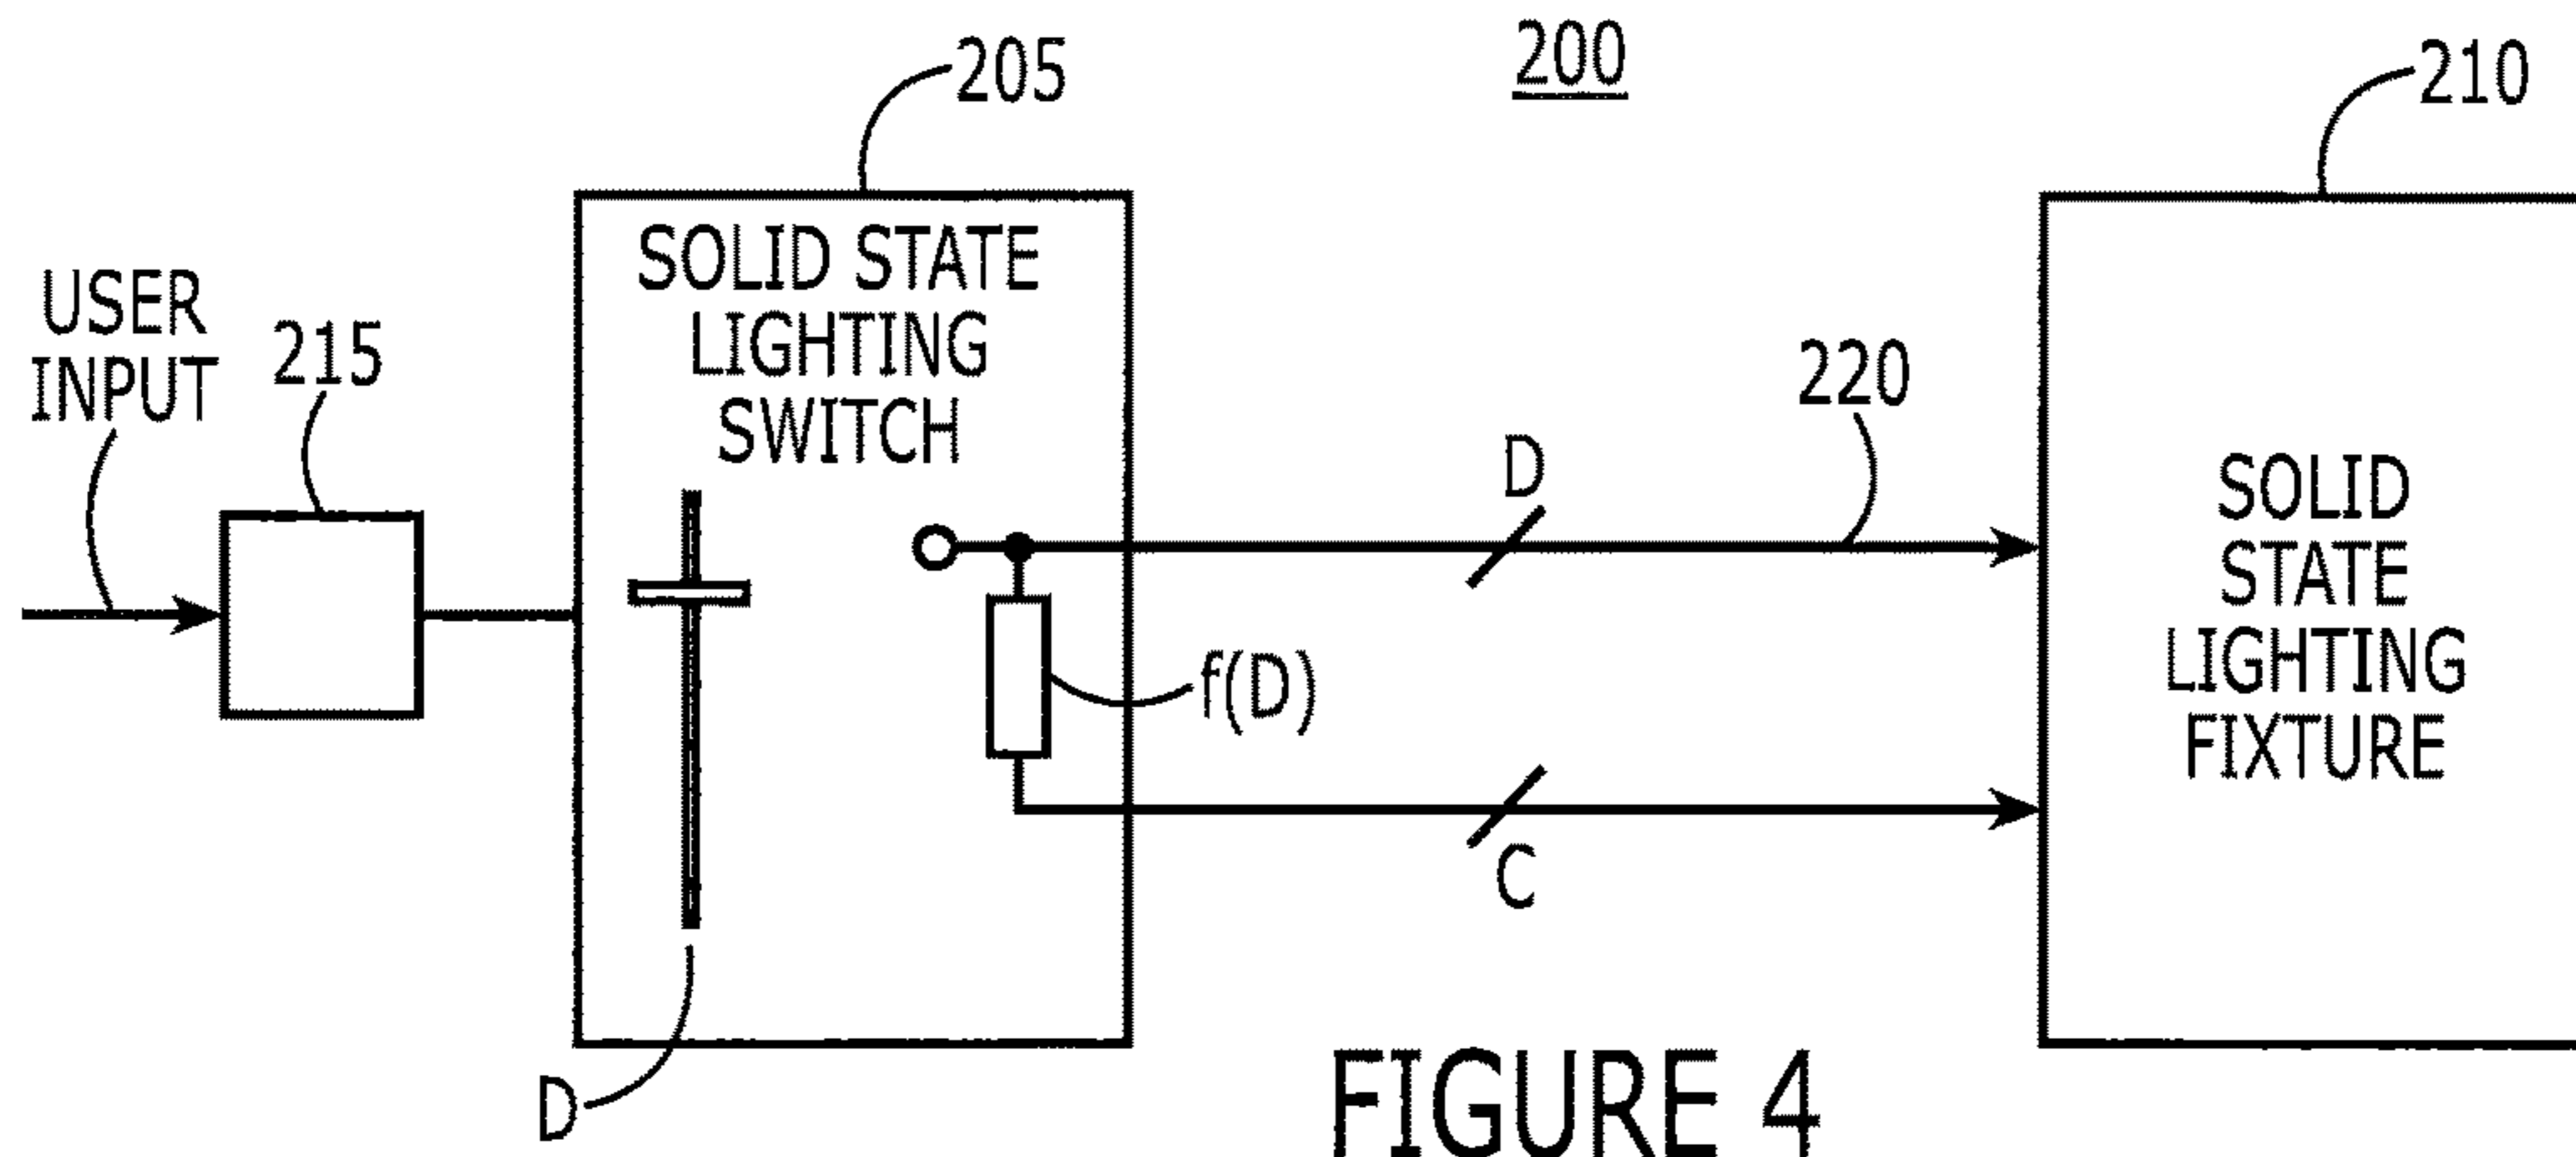 200
205
210
USER
INPUT
215
SOLID STATE
LIGHTING
SWITCH
D
220
SOLID
STATE
LIGHTING
FIXTURE
f(D)
C
D
FIGURE 4